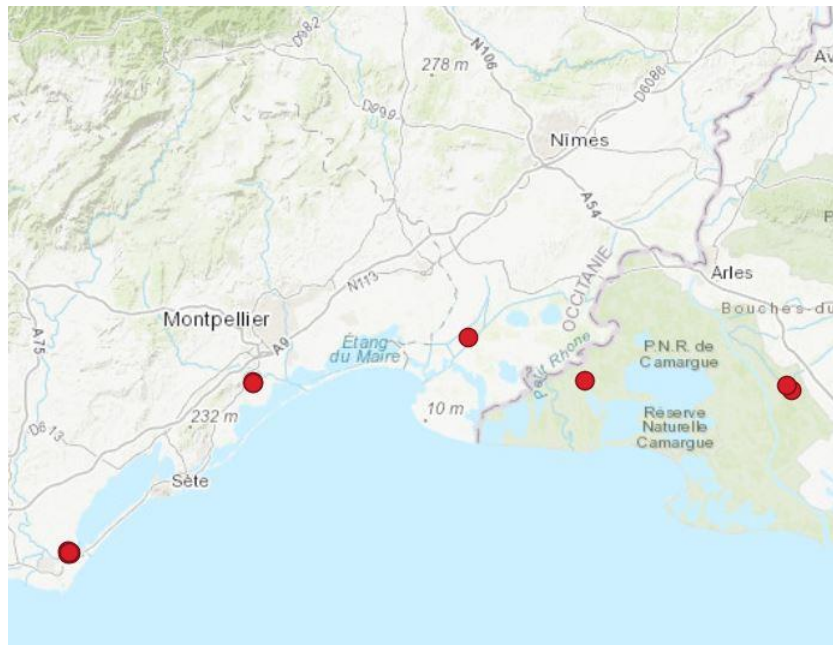 D982
N106
278 m
D6086
Av
D999
Nîmes
A54
OCCITANIE
Arles
N113
Bouches-du
Montpellier
A9
Étang
du Maire
A75
Petit Rhône
P.N.R. de
Camargue
232 m
10 m
Réserve
Naturelle
Camargue
D613
Sète
P